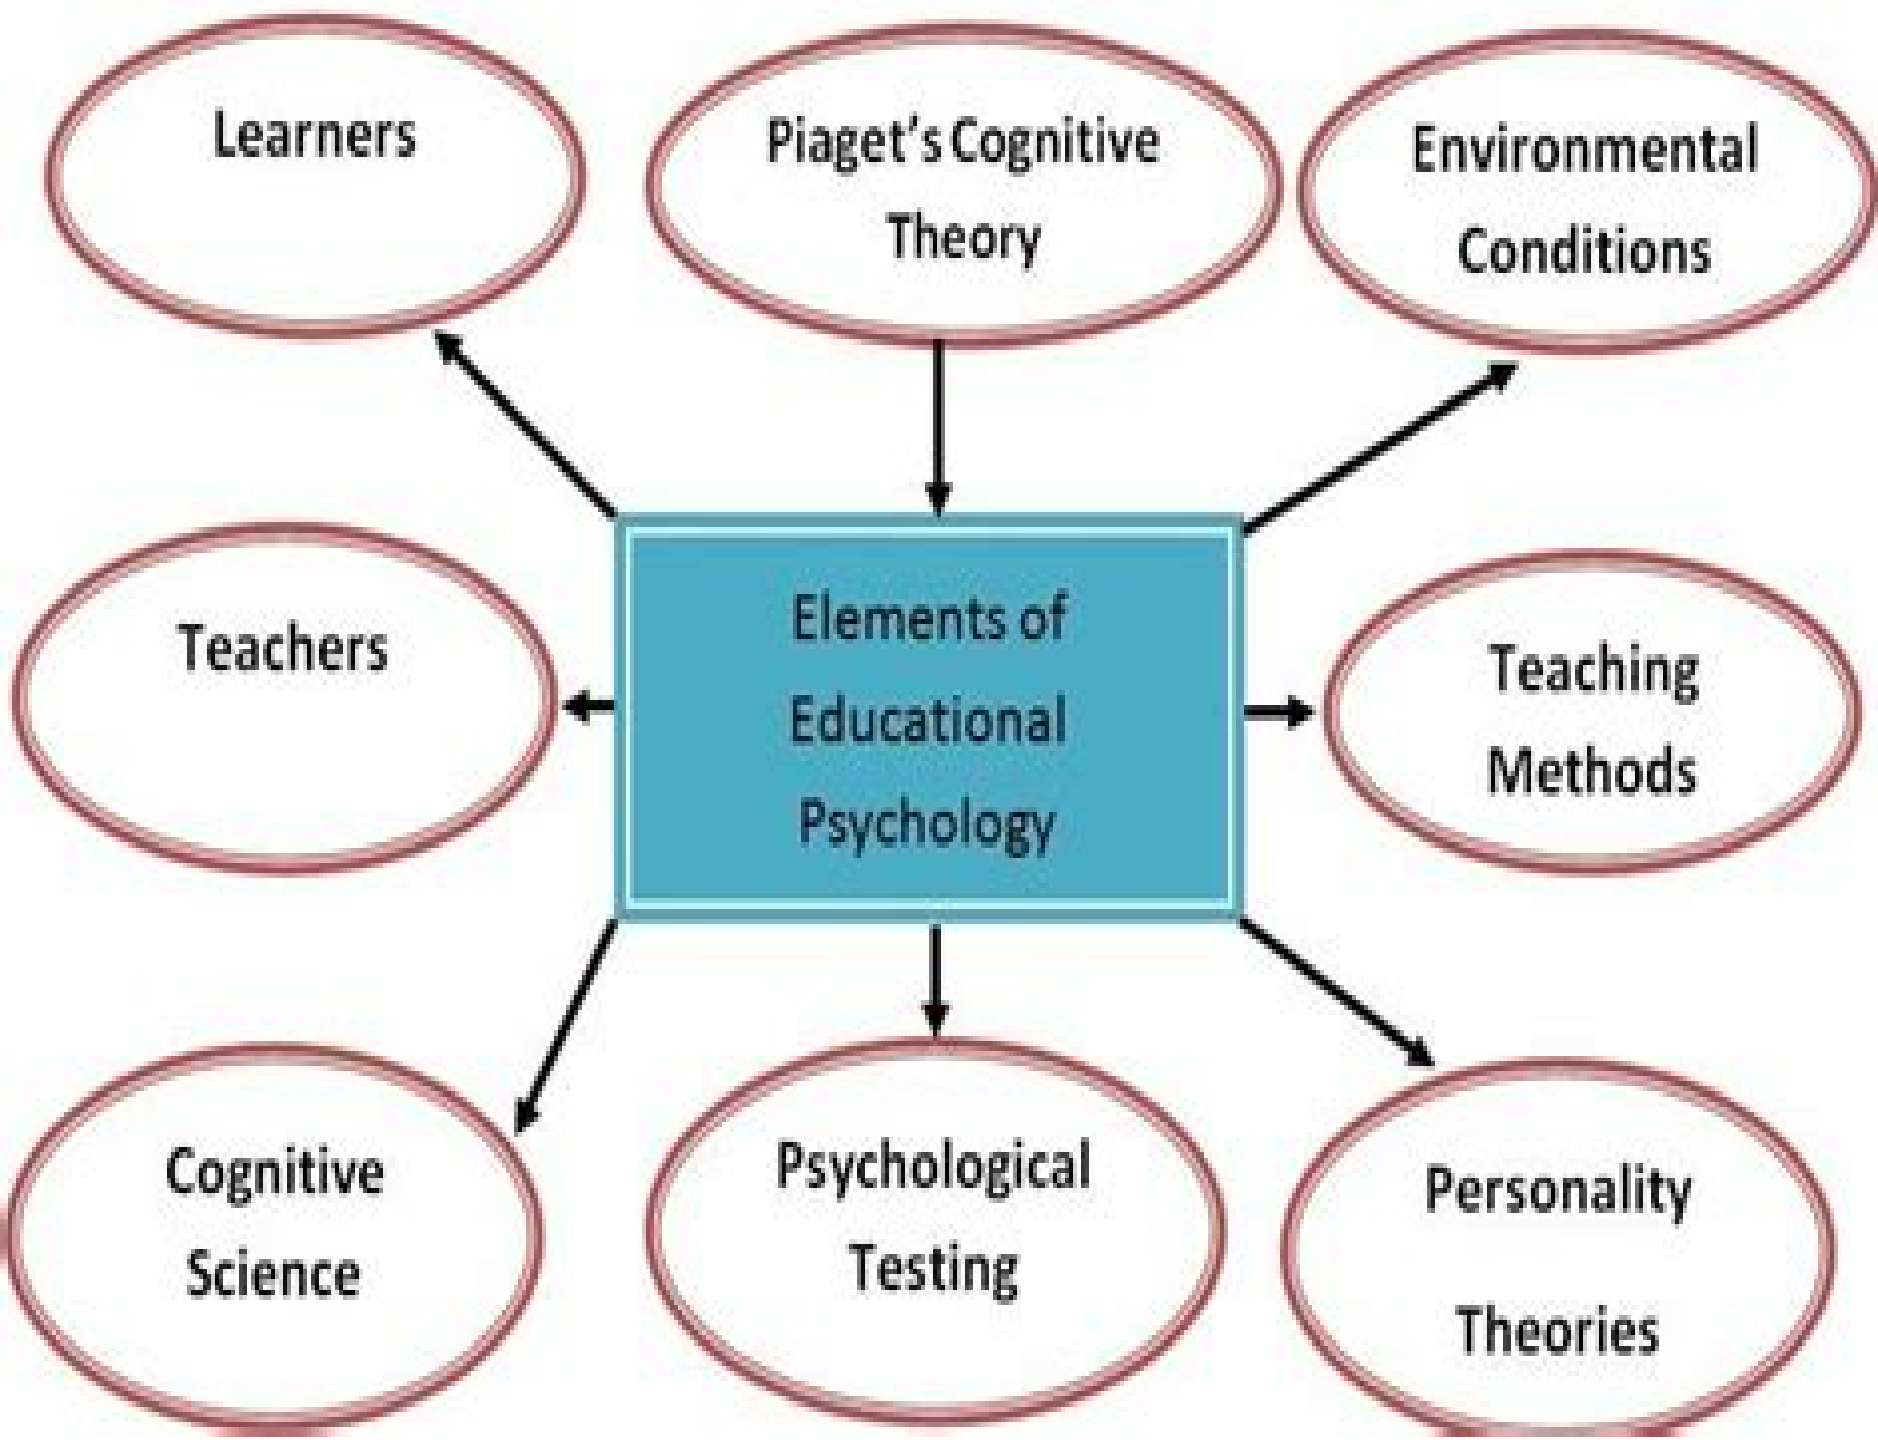 Learners
Piaget's Cognitive
Theory
Environmental
Conditions
Teachers
Elements of
Educational
Psychology
Teaching
Methods
Cognitive
Science
Psychological
Testing
Personality
Theories